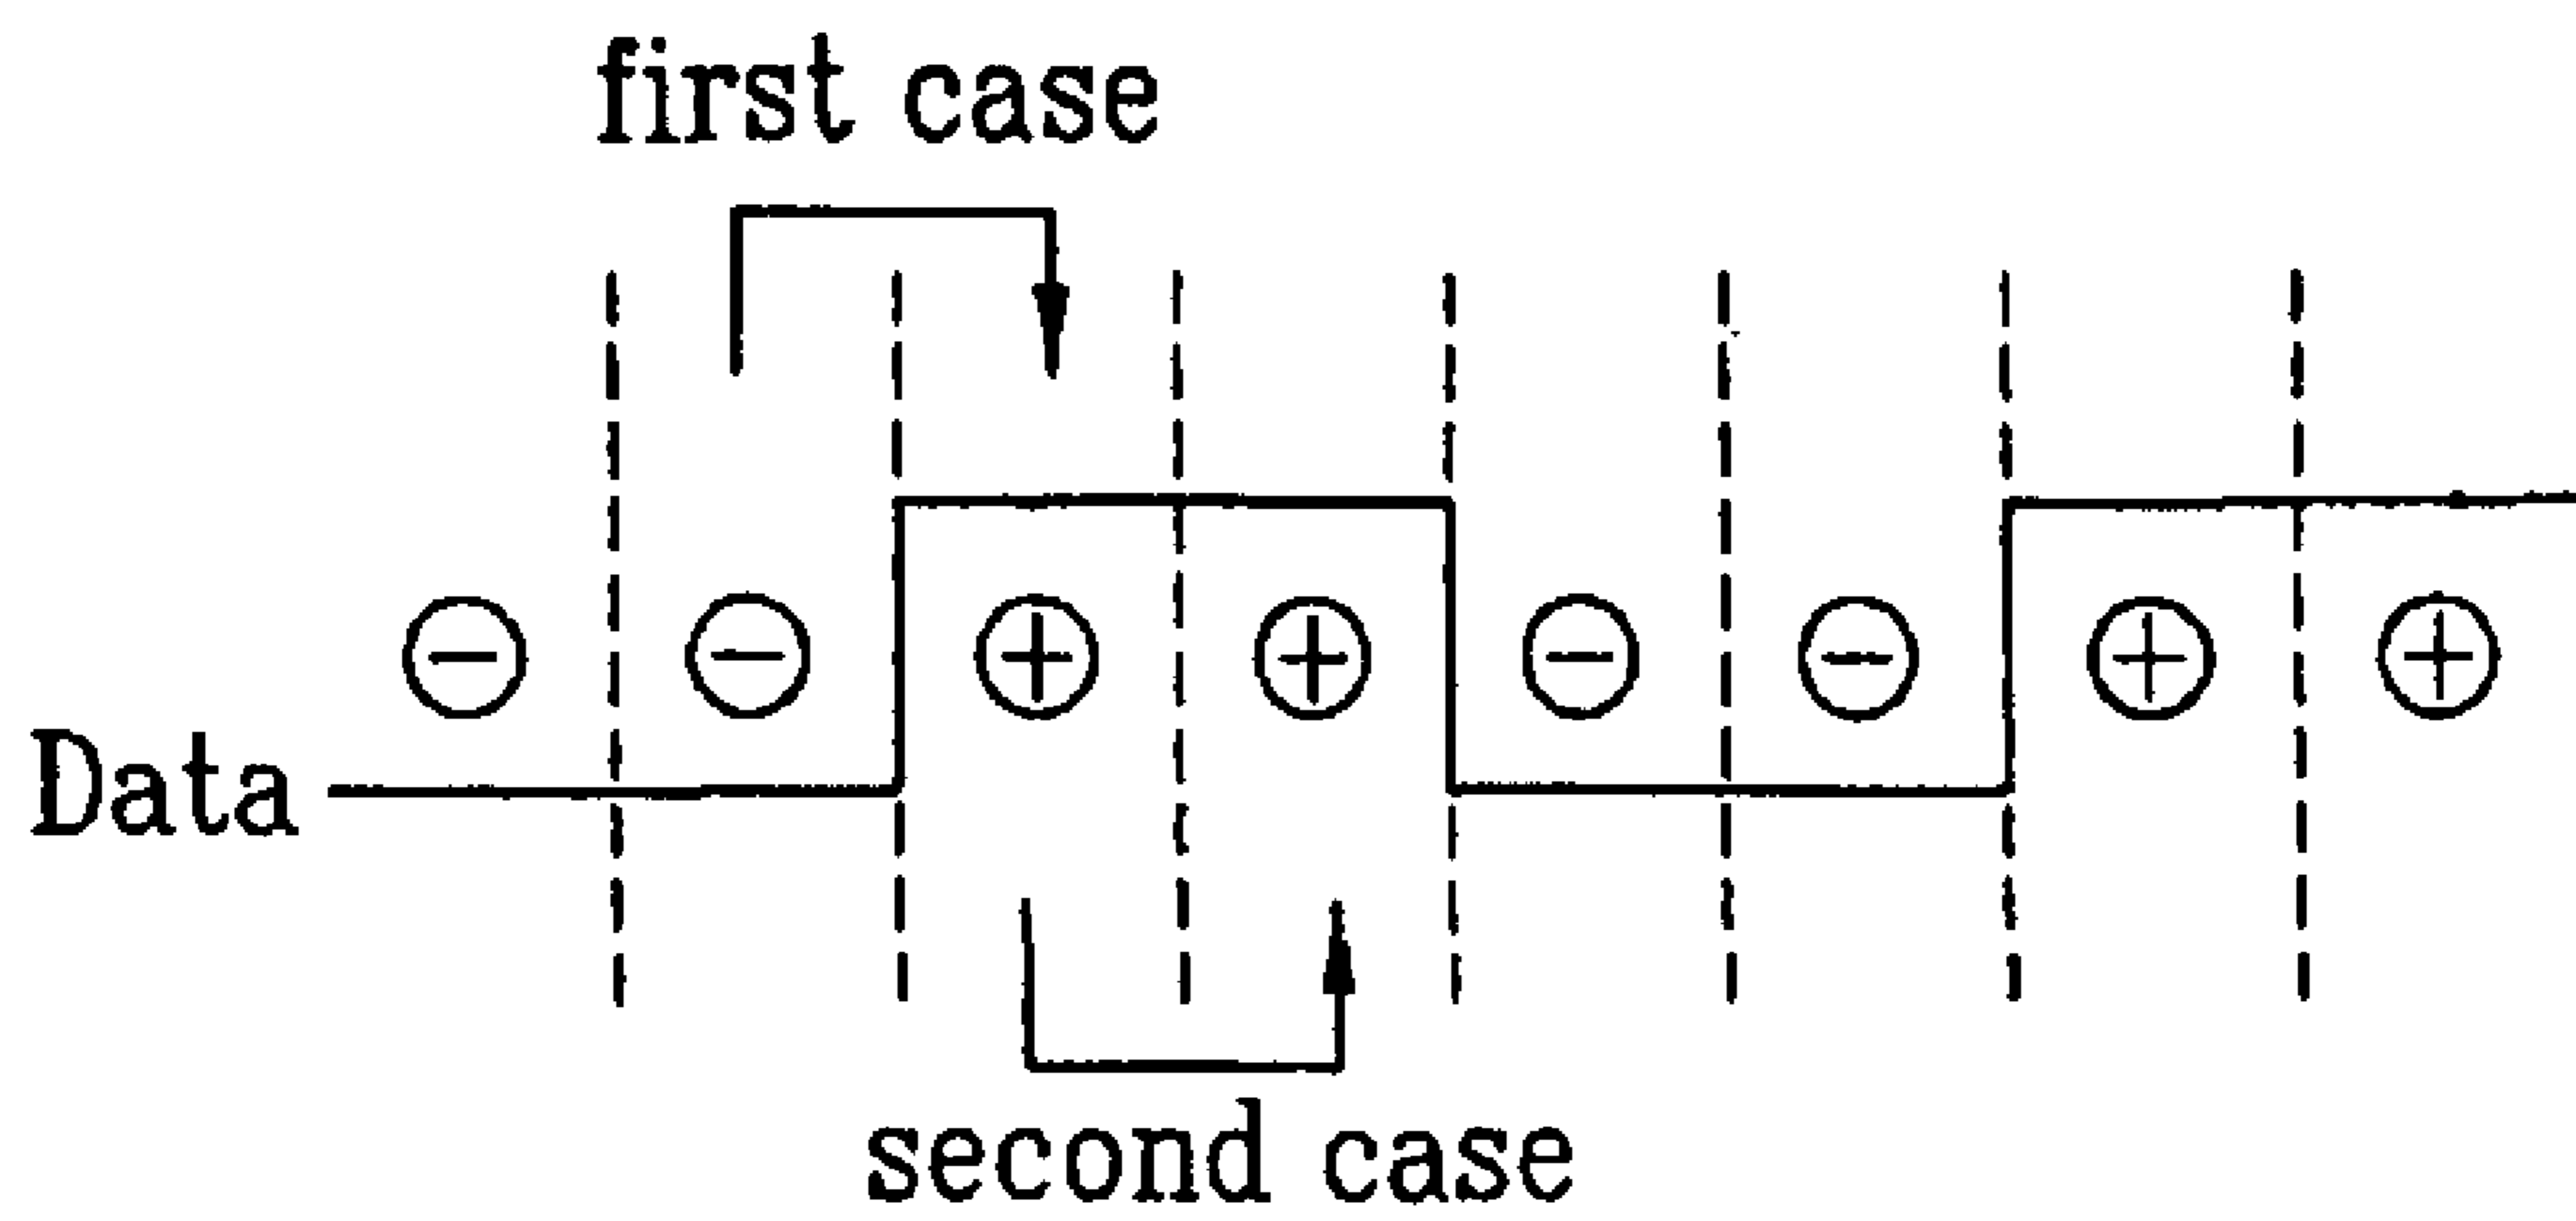 first case
⊖ ⊖ ⊕ ⊕ ⊖ ⊖ ⊕ ⊕
Data
second case